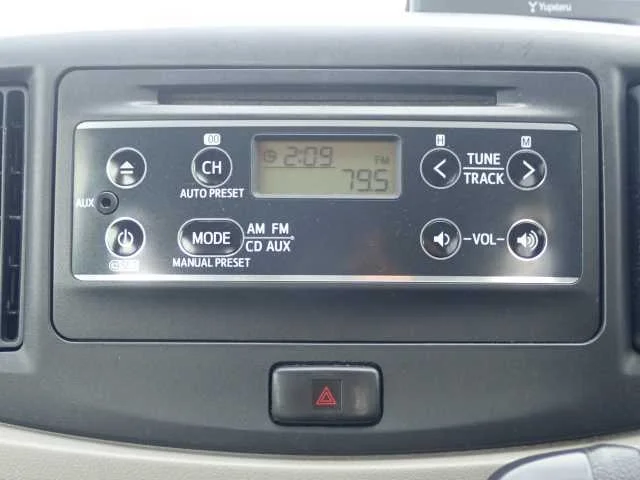 Yupiteru
:00
H
M
CH
2:09
FM
79.5
TUNE
TRACK
AUTO PRESET
AUX
MODE
AM FM
CD AUX
-VOL-
MANUAL PRESET